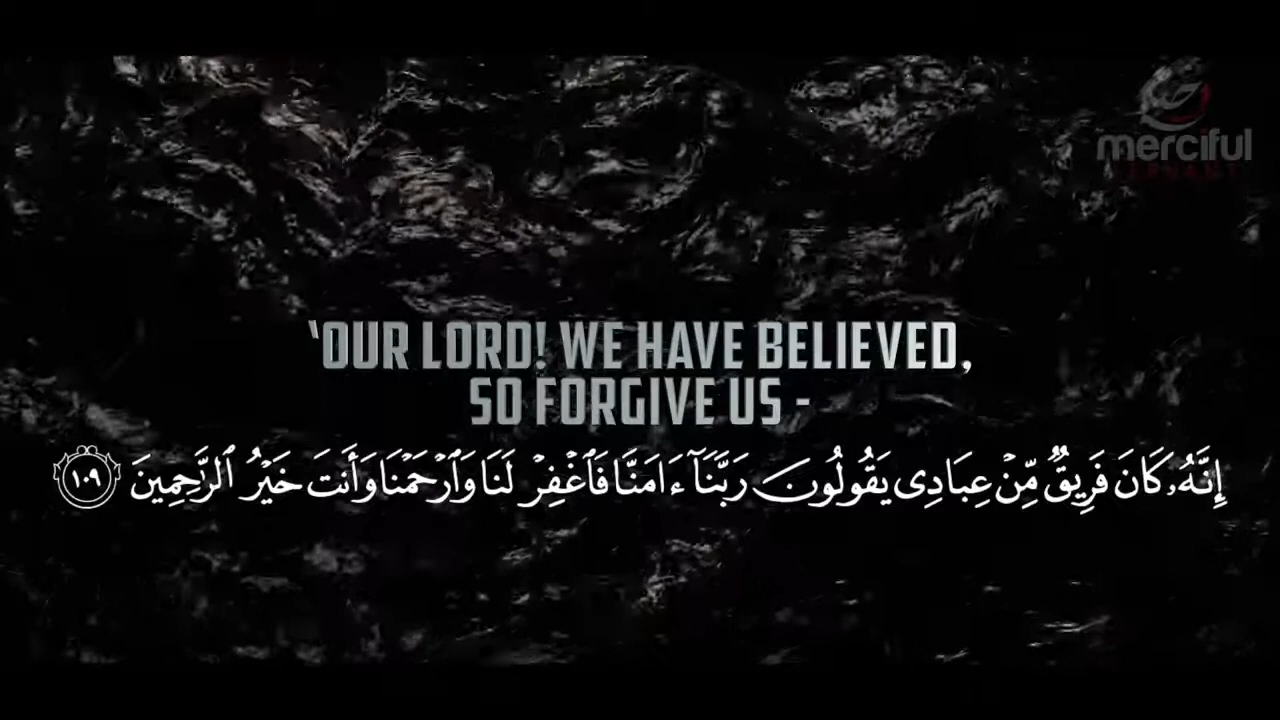 merciful
SERVANT
‘OUR LORD! WE HAVE BELIEVED,
SO FORGIVE US -
إِنَّهُۥ كَانَ فَرِيقٌ مِّنْ عِبَادِى يَقُولُونَ رَبَّنَآ ءَامَنَّا فَٱغْفِرْ لَنَا وَٱرْحَمْنَا وَأَنتَ خَيْرُ ٱلرَّٰحِمِينَ ١٠٩